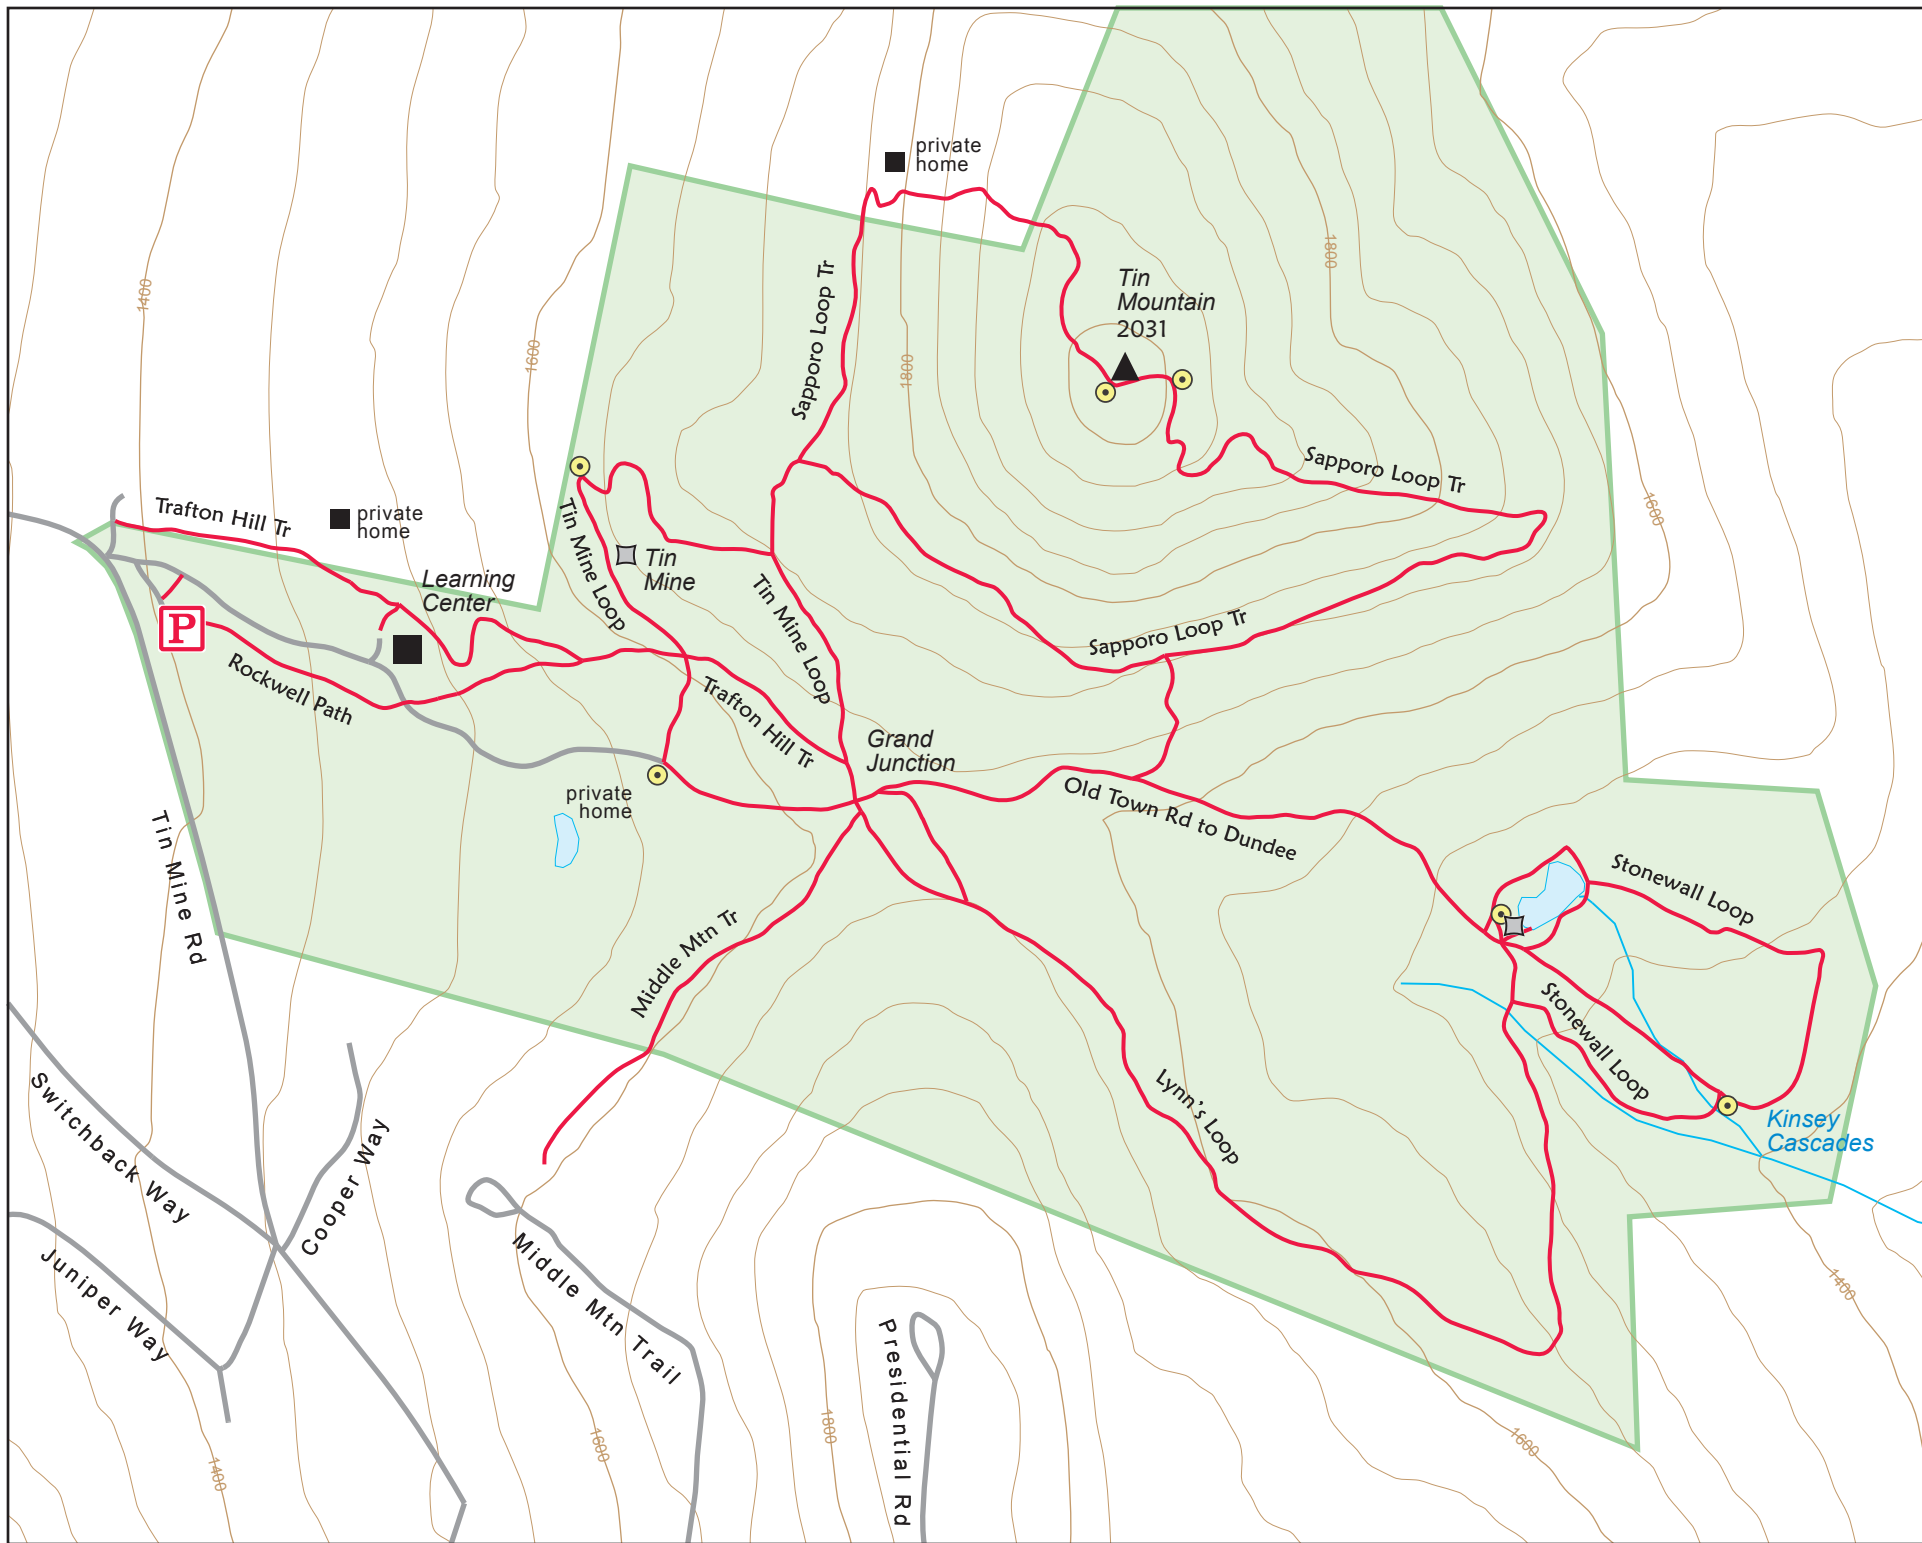 private
home
Sapporo Loop Tr
1800
Tin
Mountain
2031
1400
1600
1800
Sapporo Loop Tr
Trafton Hill Tr
private
home
1600
Tin Mine Loop
Tin
Mine
Learning
Center
P
Tin Mine Loop
Sapporo Loop Tr
Rockwell Path
Trafton Hill Tr
Grand
Junction
private
home
Old Town Rd to Dundee
Tin Mine Rd
Stonewall Loop
Middle Mtn Tr
Stonewall Loop
Switchback Way
Cooper Way
Lynn's Loop
Kinsey
Cascades
Juniper Way
Middle Mtn Trail
Presidential Rd
1400
1400
1600
1800
1600